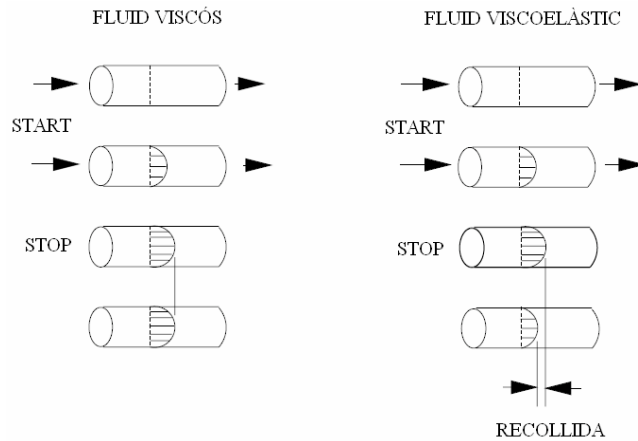 FLUID VISCÓS
FLUID VISCOELÀSTIC
START
START
STOP
STOP
RECOLLIDA